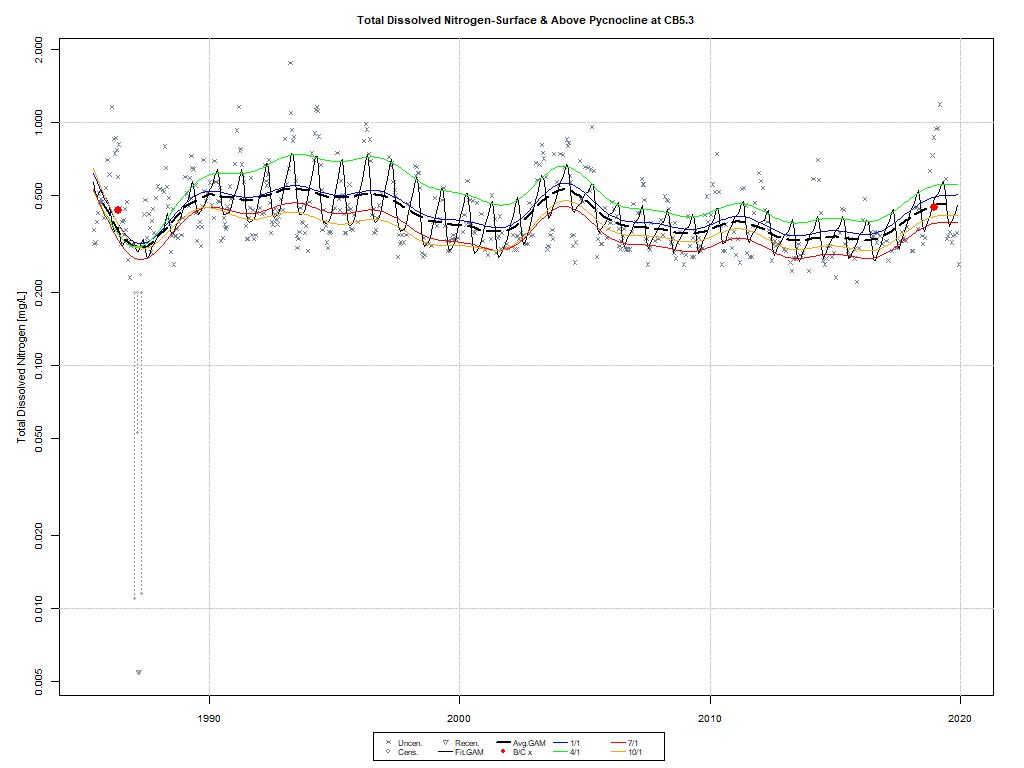 Total Dissolved Nitrogen-Surface & Above Pycnocline at CB5.3
Total Dissolved Nitrogen [mg/L]
2.000
1.000
0.500
0.200
0.100
0.050
0.020
0.010
0.005
1990 2000 2010 2020
Uncen. Recen. Avg.GAM 1/1 7/1
Cens. Fit.GAM B/C x 4/1 10/1